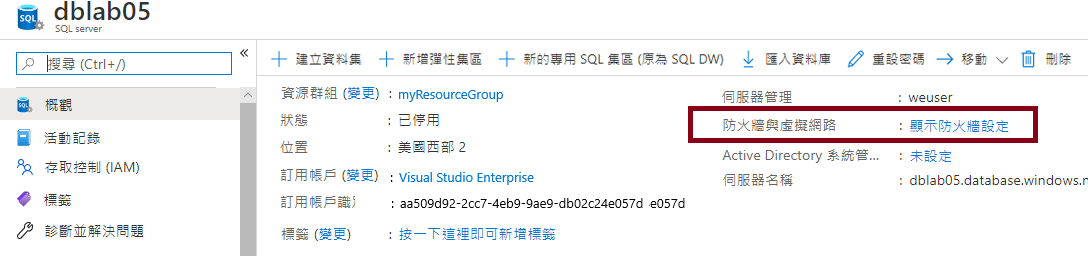 SQL
dblab05
SQL server
搜尋 (Ctrl+/)
«
建立資料集
新增彈性集區
新的專用 SQL 集區 (原為 SQL DW)
匯入資料庫
重設密碼
移動
刪除
SQL 概觀
活動記錄
存取控制 (IAM)
標籤
診斷並解決問題
資源群組 (變更) : myResourceGroup
狀態 : 已停用
位置 : 美國西部 2
訂用帳戶 (變更) : Visual Studio Enterprise
訂用帳戶識 : aa509d92-2cc7-4eb9-9ae9-db02c24e057d e057d
標籤 (變更) : 按一下這裡即可新增標籤
伺服器管理 : weuser
防火牆與虛擬網路 : 顯示防火牆設定
Active Directory 系統管... : 未設定
伺服器名稱 : dblab05.database.windows.n